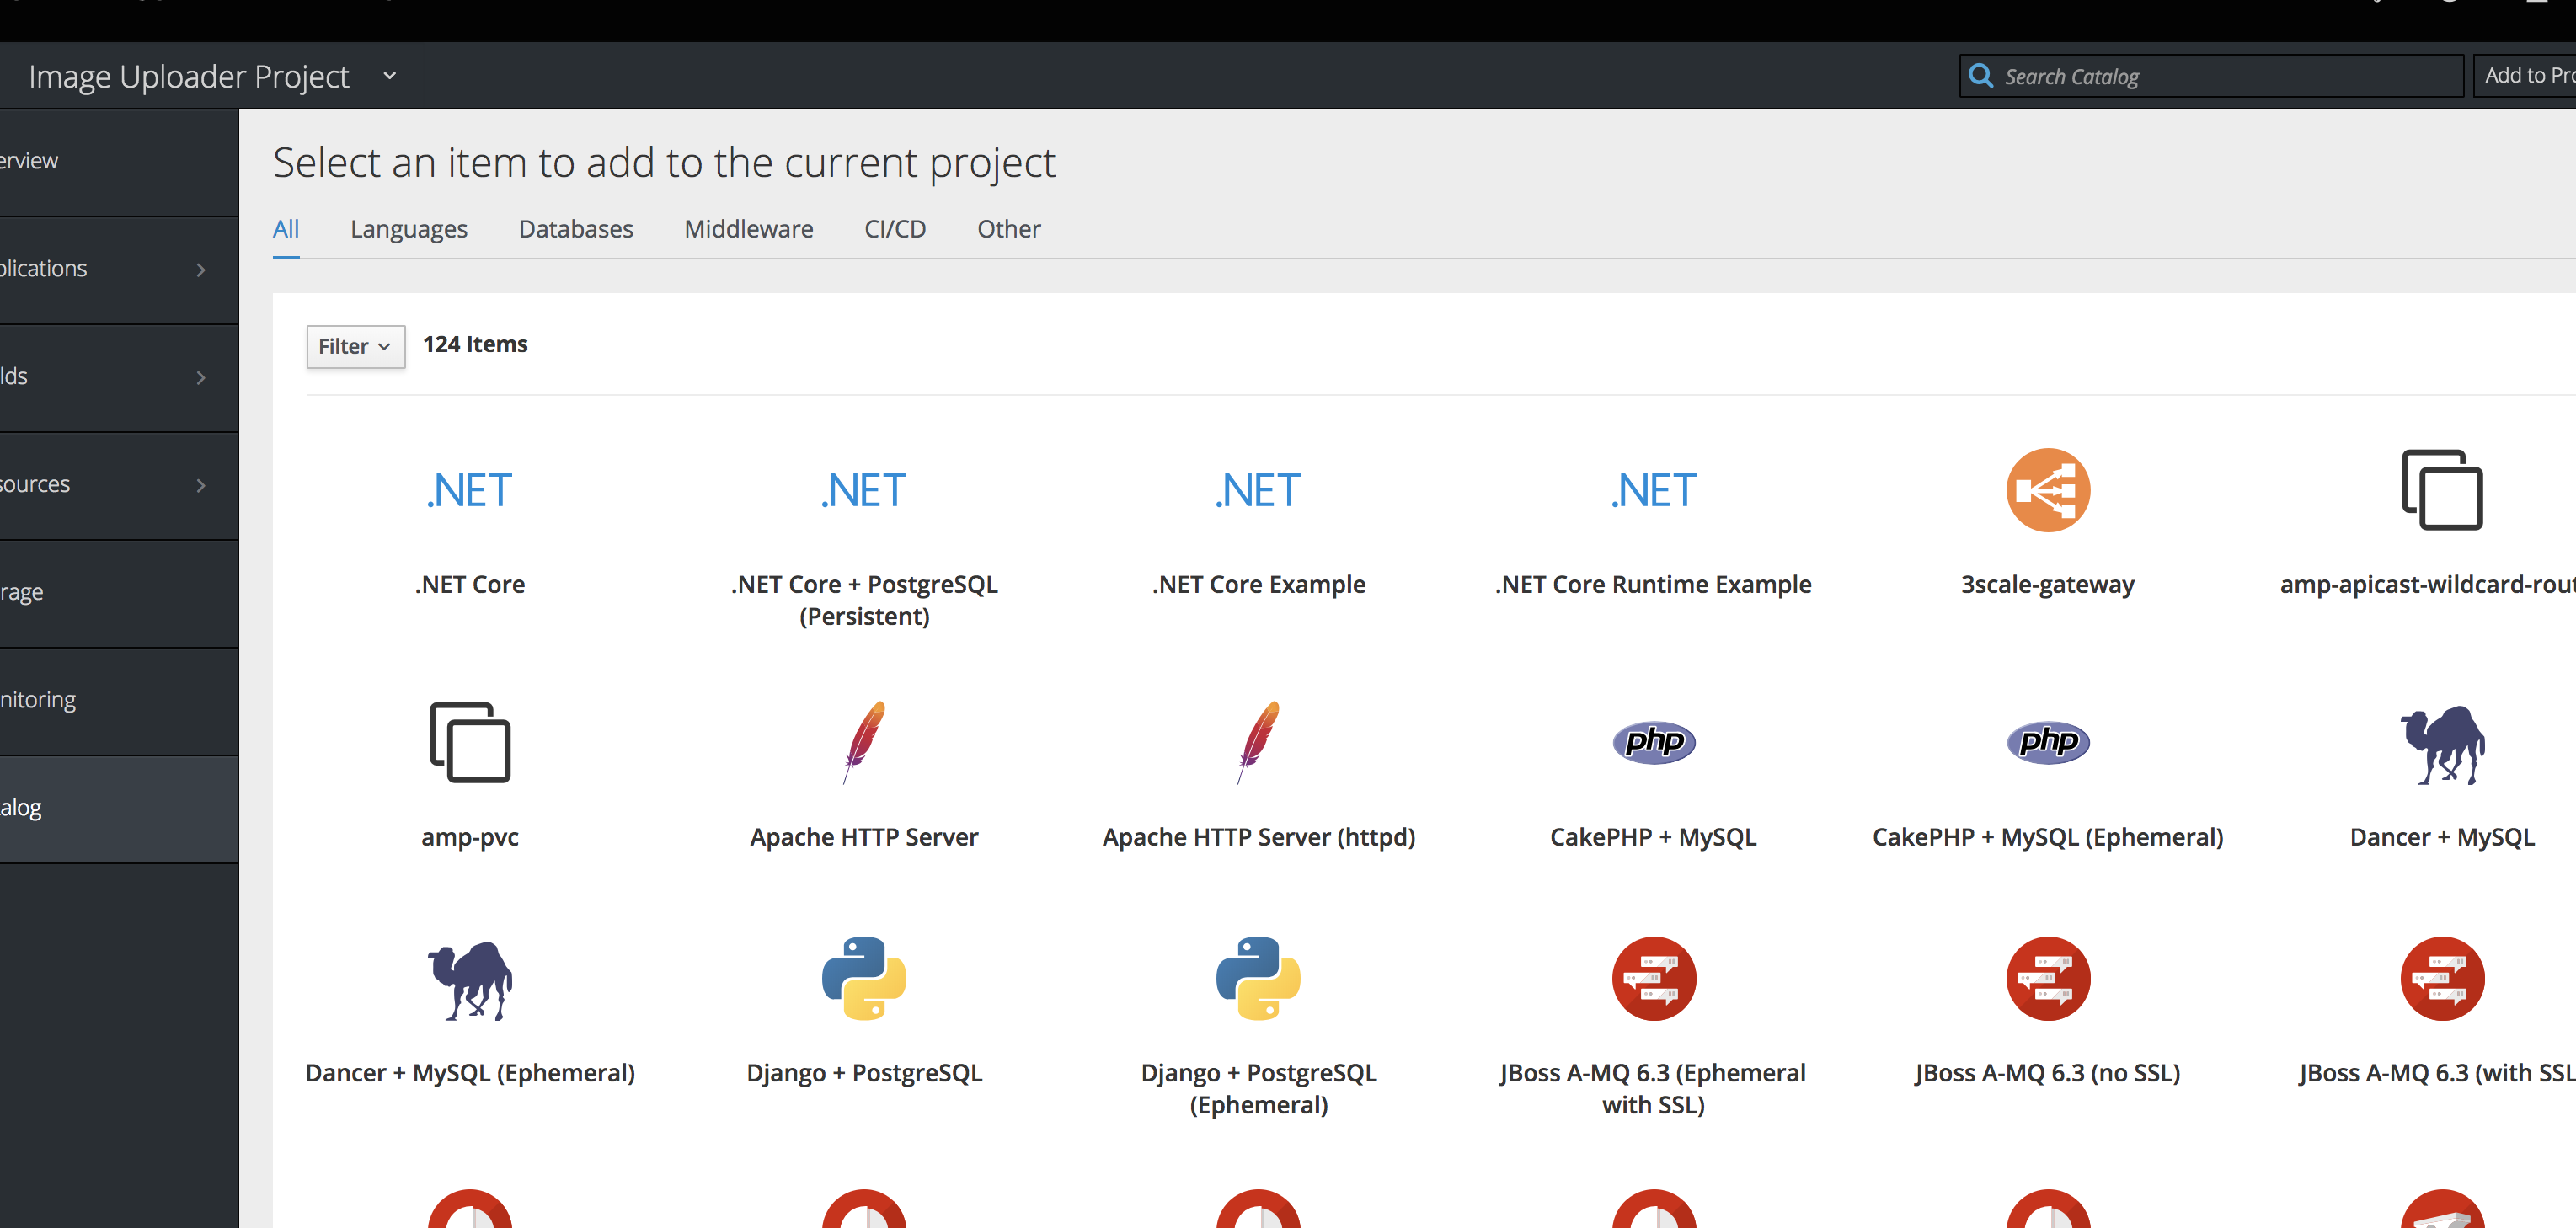 Image Uploader Project
Search Catalog
Add to Pro
erview
plications
lds
sources
rage
nitoring
alog
Select an item to add to the current project
All Languages Databases Middleware CI/CD Other
Filter 124 Items
.NET .NET .NET .NET
.NET Core
.NET Core + PostgreSQL
(Persistent)
.NET Core Example
.NET Core Runtime Example
3scale-gateway
amp-apicast-wildcard-rout
php php
amp-pvc
Apache HTTP Server
Apache HTTP Server (httpd)
CakePHP + MySQL
CakePHP + MySQL (Ephemeral)
Dancer + MySQL
Dancer + MySQL (Ephemeral)
Django + PostgreSQL
Django + PostgreSQL
(Ephemeral)
JBoss A-MQ 6.3 (Ephemeral
with SSL)
JBoss A-MQ 6.3 (no SSL)
JBoss A-MQ 6.3 (with SSL